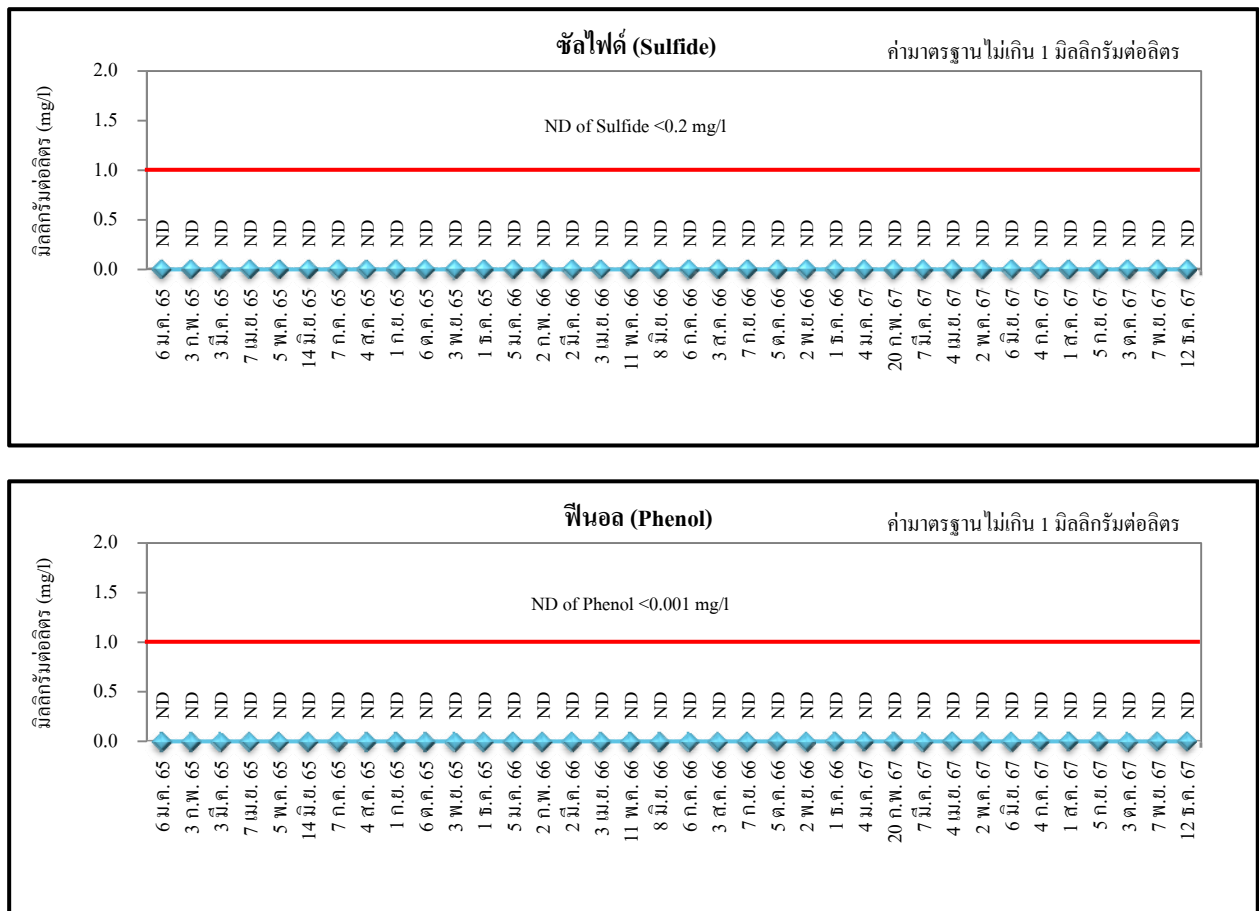 ซัลไฟด์ (Sulfide)
ค่ามาตรฐานไม่เกิน 1 มิลลิกรัมต่อลิตร
มิลลิกรัมต่อลิตร (mg/l)
2.0
1.5
1.0
0.5
0.0
ND of Sulfide <0.2 mg/l
ND ND ND ND ND ND ND ND ND ND ND ND ND ND ND ND ND ND ND ND ND ND ND ND ND ND ND ND ND ND ND ND ND ND ND ND
6 ม.ค. 65
3 ก.พ. 65
3 มี.ค. 65
7 เม.ย. 65
5 พ.ค. 65
14 มิ.ย. 65
7 ก.ค. 65
4 ส.ค. 65
1 ก.ย. 65
6 ต.ค. 65
3 พ.ย. 65
1 ธ.ค. 65
5 ม.ค. 66
2 ก.พ. 66
2 มี.ค. 66
3 เม.ย. 66
11 พ.ค. 66
8 มิ.ย. 66
6 ก.ค. 66
3 ส.ค. 66
7 ก.ย. 66
5 ต.ค. 66
2 พ.ย. 66
1 ธ.ค. 66
4 ม.ค. 67
20 ก.พ. 67
7 มี.ค. 67
4 เม.ย. 67
2 พ.ค. 67
6 มิ.ย. 67
4 ก.ค. 67
1 ส.ค. 67
5 ก.ย. 67
3 ต.ค. 67
7 พ.ย. 67
12 ธ.ค. 67
ฟีนอล (Phenol)
ค่ามาตรฐานไม่เกิน 1 มิลลิกรัมต่อลิตร
มิลลิกรัมต่อลิตร (mg/l)
2.0
1.5
1.0
0.5
0.0
ND of Phenol <0.001 mg/l
ND ND ND ND ND ND ND ND ND ND ND ND ND ND ND ND ND ND ND ND ND ND ND ND ND ND ND ND ND ND ND ND ND ND ND ND
6 ม.ค. 65
3 ก.พ. 65
3 มี.ค. 65
7 เม.ย. 65
5 พ.ค. 65
14 มิ.ย. 65
7 ก.ค. 65
4 ส.ค. 65
1 ก.ย. 65
6 ต.ค. 65
3 พ.ย. 65
1 ธ.ค. 65
5 ม.ค. 66
2 ก.พ. 66
2 มี.ค. 66
3 เม.ย. 66
11 พ.ค. 66
8 มิ.ย. 66
6 ก.ค. 66
3 ส.ค. 66
7 ก.ย. 66
5 ต.ค. 66
2 พ.ย. 66
1 ธ.ค. 66
4 ม.ค. 67
20 ก.พ. 67
7 มี.ค. 67
4 เม.ย. 67
2 พ.ค. 67
6 มิ.ย. 67
4 ก.ค. 67
1 ส.ค. 67
5 ก.ย. 67
3 ต.ค. 67
7 พ.ย. 67
12 ธ.ค. 67